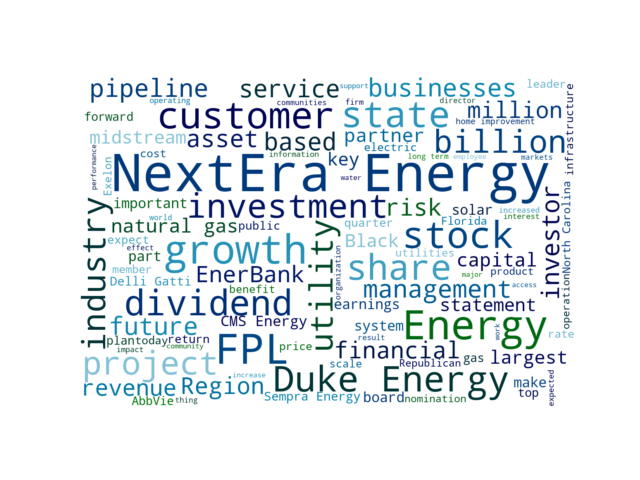 pipeline
service
support
businesses
leader
operating
communities
firm
director
forward
customer
state
million
infrastructure
home improvement
midstream
asset
based
partner
electric
billion
performance
cost
Exelon
information
key
long term
employee
markets
NextEra Energy
water
important
investment
risk
solar
increased
interest
world
natural gas
public
quarter
Florida
North Carolina
industry
expect
effect
growth
utility
Black
utilities
stock
investor
part
member
EnerBank
organization
share
capital
major
product
access
operation
Delli Gatti
benefit
management
dividend
earnings
statement
future
CMS Energy
system
Energy
work
rate
plantoday
return
FPL
price
result
impact
community
financial
gas
largest
project
scale
Republican
revenue
Region
increase
Duke Energy
make
top
expected
AbbVie
thing
Sempra Energy
board
nomination